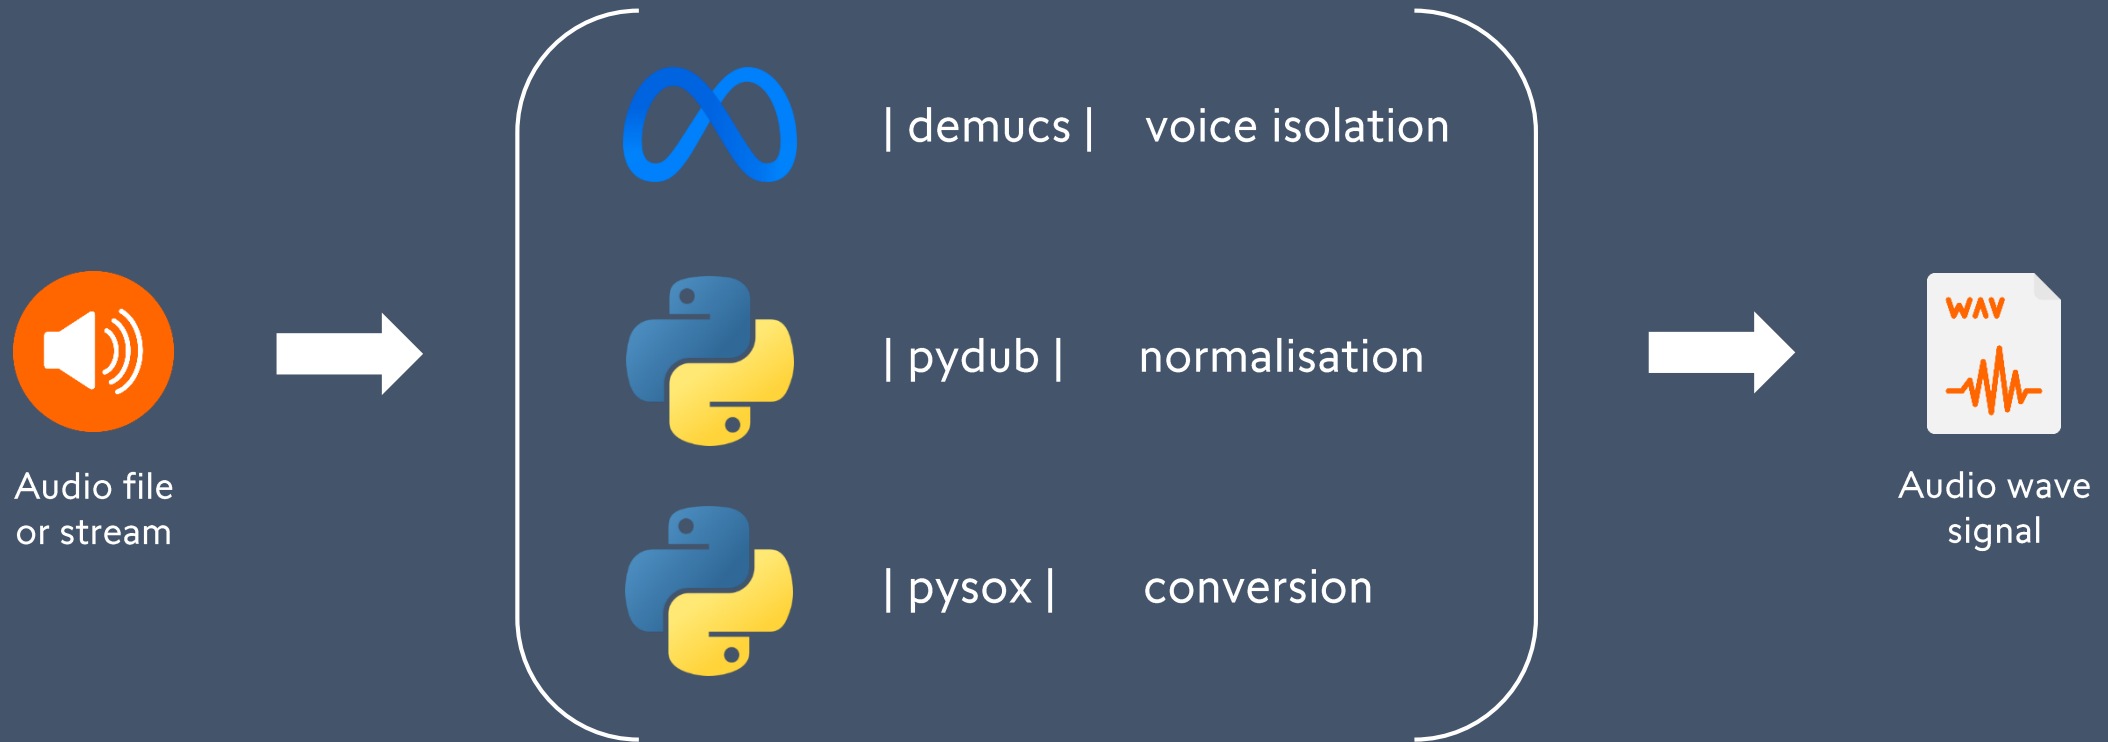 | demucs | voice isolation
| pydub | normalisation
| pysox | conversion
Audio file
or stream
WAV
Audio wave
signal